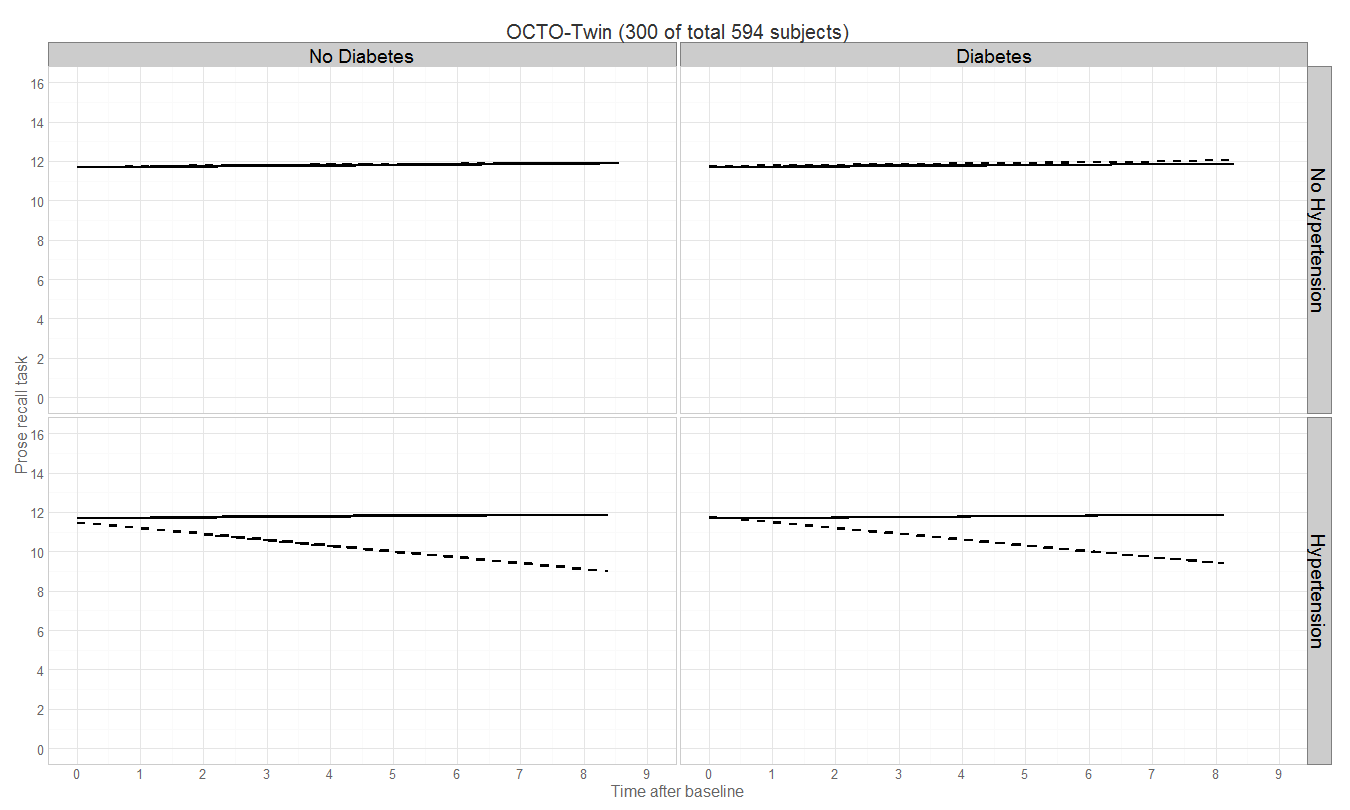 OCTO-Twin (300 of total 594 subjects)
No Diabetes
Diabetes
16
14
12
10
8
6
4
2
0
No Hypertension
Prose recall task
16
14
12
10
8
6
4
2
0
Hypertension
0 1 2 3 4 5 6 7 8 9
0 1 2 3 4 5 6 7 8 9
Time after baseline